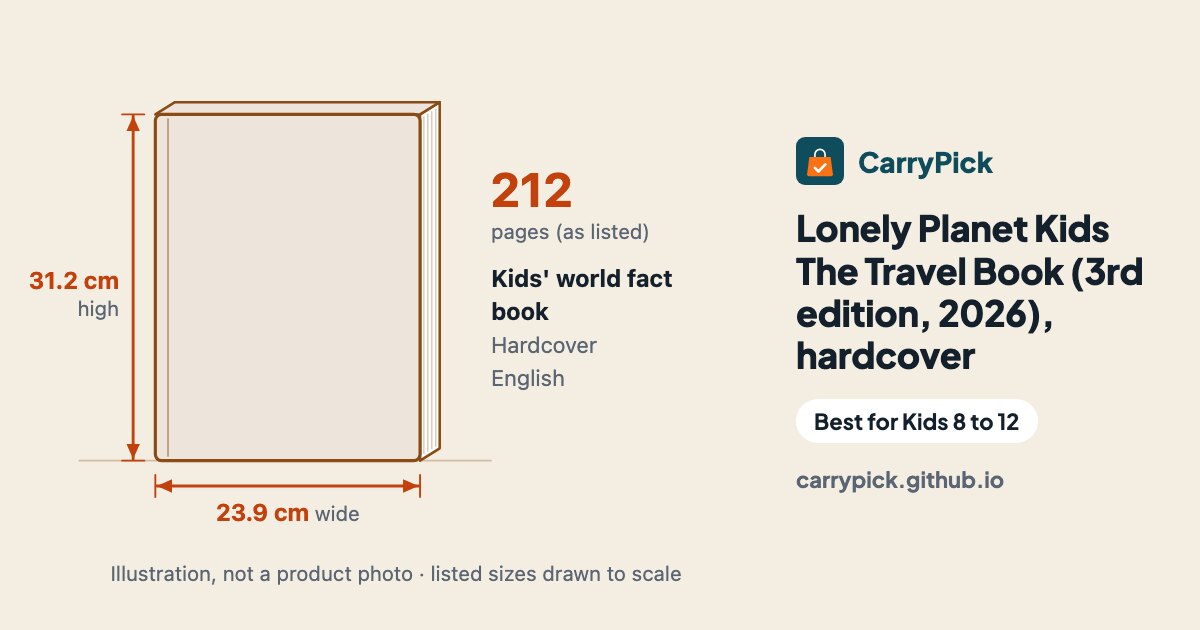 31.2 cm
high
23.9 cm wide
212
pages (as listed)
Kids' world fact
book
Hardcover
English
Illustration, not a product photo · listed sizes drawn to scale
CarryPick
Lonely Planet Kids
The Travel Book (3rd
edition, 2026),
hardcover
Best for Kids 8 to 12
carrypick.github.io